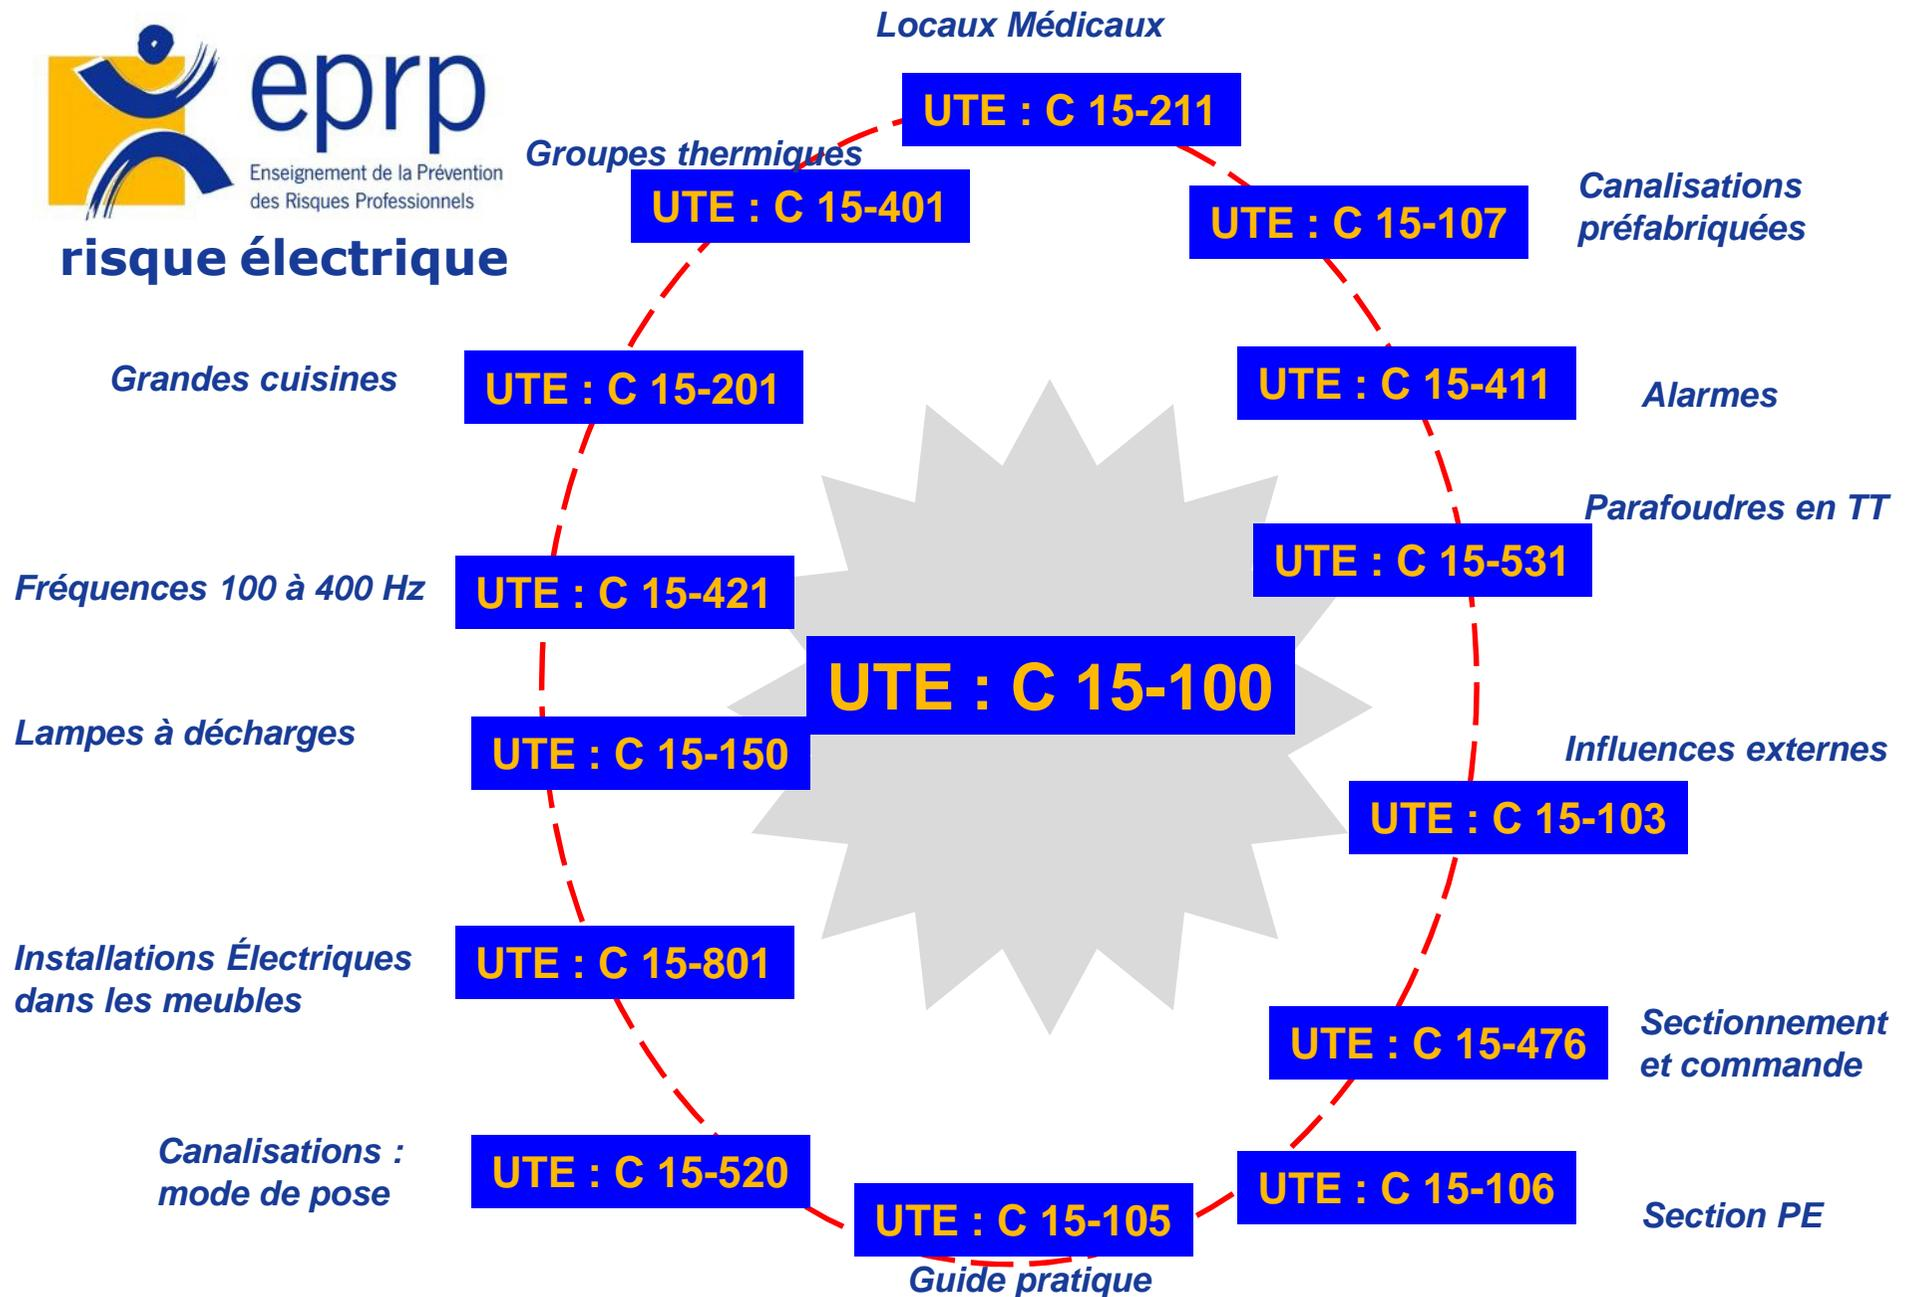 Locaux Médicaux
UTE : C 15-211
eprp
Enseignement de la Prévention
des Risques Professionnels
risque électrique
Groupes thermiques
UTE : C 15-401
UTE : C 15-107
Canalisations
préfabriquées
Grandes cuisines
UTE : C 15-201
UTE : C 15-411
Alarmes
Parafoudres en TT
UTE : C 15-531
Fréquences 100 à 400 Hz
UTE : C 15-421
UTE : C 15-100
Lampes à décharges
UTE : C 15-150
Influences externes
UTE : C 15-103
Installations Électriques
dans les meubles
UTE : C 15-801
UTE : C 15-476
Sectionnement
et commande
Canalisations :
mode de pose
UTE : C 15-520
UTE : C 15-106
Section PE
UTE : C 15-105
Guide pratique